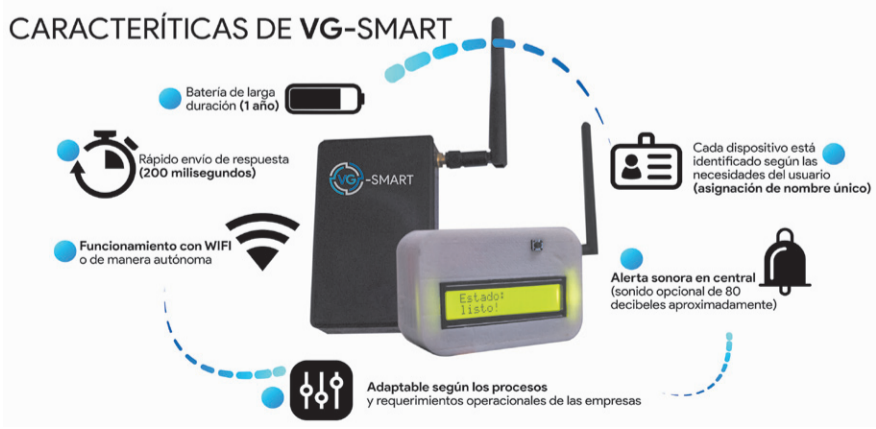 CARACTERÍTICAS DE VG-SMART
Batería de larga
duración (1 año)
Rápido envío de respuesta
(200 milisegundos)
Cada dispositivo está
identificado según las
necesidades del usuario
(asignación de nombre único)
VG-SMART
Funcionamiento con WIFI
o de manera autónoma
Alerta sonora en central
(sonido opcional de 80
decibeles aproximadamente)
Estado:
listo!
Adaptable según los procesos
y requerimientos operacionales de las empresas